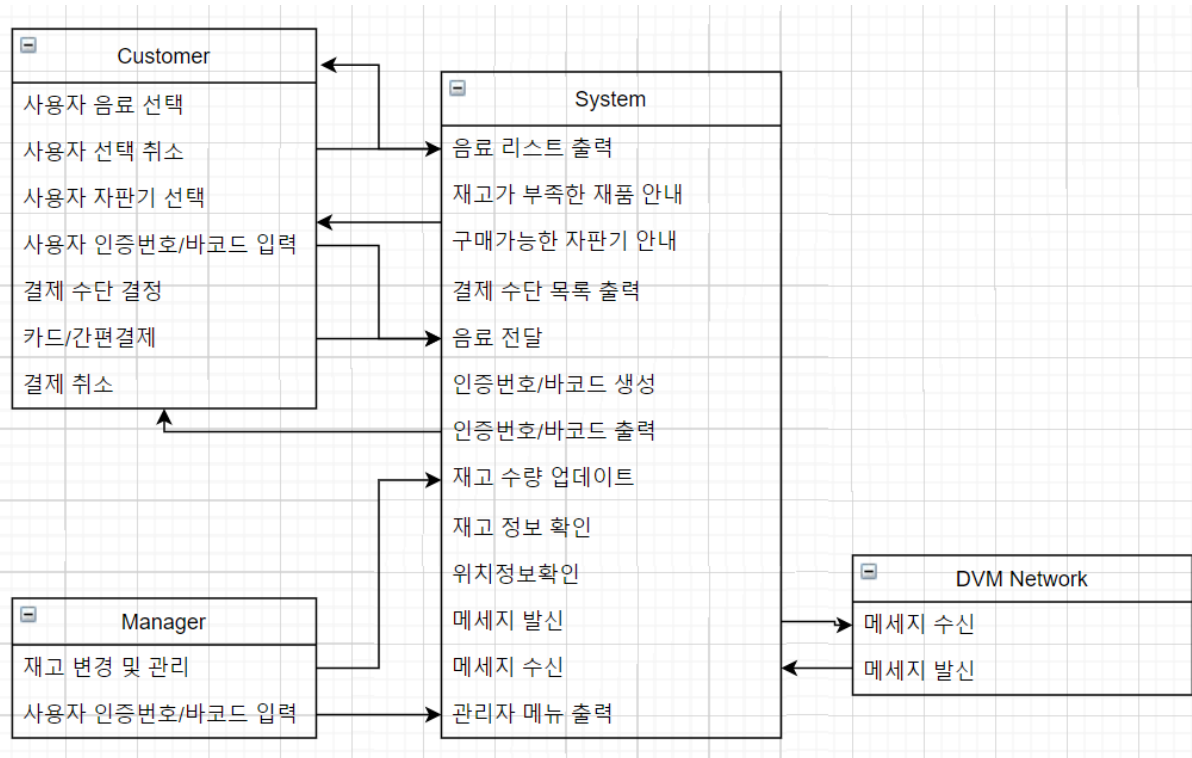 Customer
사용자 음료 선택
사용자 선택 취소
사용자 자판기 선택
사용자 인증번호/바코드 입력
결제 수단 결정
카드/간편결제
결제 취소
System
음료 리스트 출력
재고가 부족한 재품 안내
구매가능한 자판기 안내
결제 수단 목록 출력
음료 전달
인증번호/바코드 생성
인증번호/바코드 출력
재고 수량 업데이트
재고 정보 확인
위치정보확인
메세지 발신
메세지 수신
관리자 메뉴 출력
Manager
재고 변경 및 관리
사용자 인증번호/바코드 입력
DVM Network
메세지 수신
메세지 발신